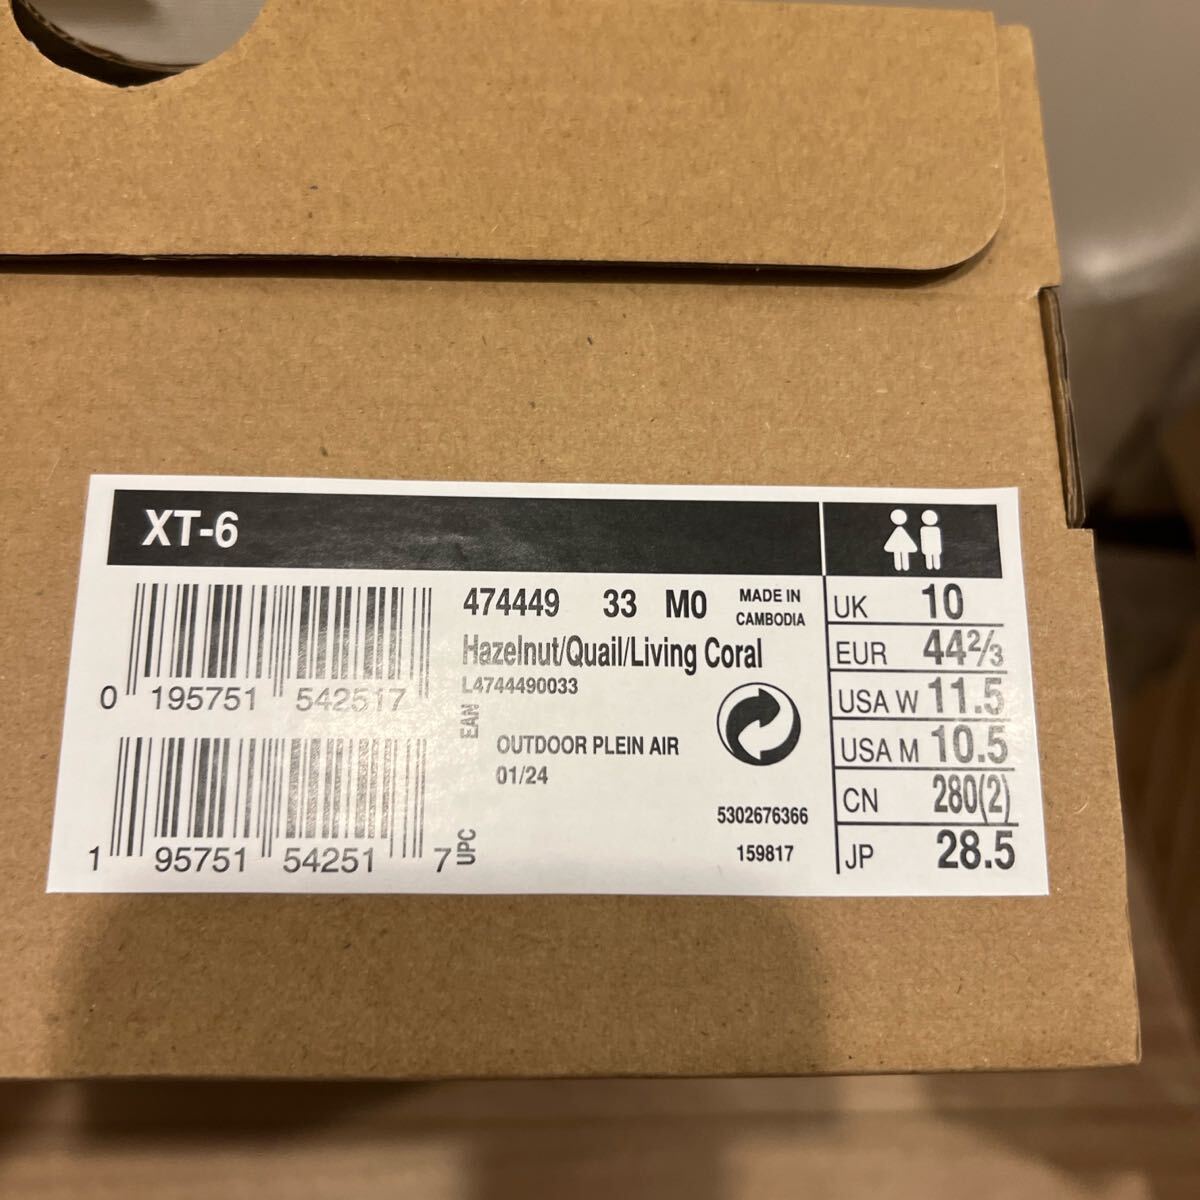 XT-6
474449 33 M0 MADE IN CAMBODIA
Hazelnut/Quail/Living Coral
L4744490033
0 195751 542517 EAN
OUTDOOR PLEIN AIR
01/24
1 95751 54251 7 UPC
5302676366
159817
UK 10
EUR 44⅔
USA W 11.5
USA M 10.5
CN 280(2)
JP 28.5